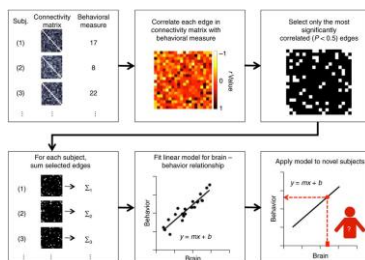 Subj. Connectivity matrix Behavioral measure
(1) 17
(2) 8
(3) 22
Correlate each edge in
connectivity matrix with
behavioral measure
−1
0
1
r Value
Select only the most
significantly
correlated (P < 0.5) edges
For each subject,
sum selected edges
(1) Σ1
(2) Σ2
(3) Σ3
Fit linear model for brain –
behavior relationship
Behavior
y = mx + b
Brain
Apply model to novel subjects
Behavior
y = mx + b
Brain